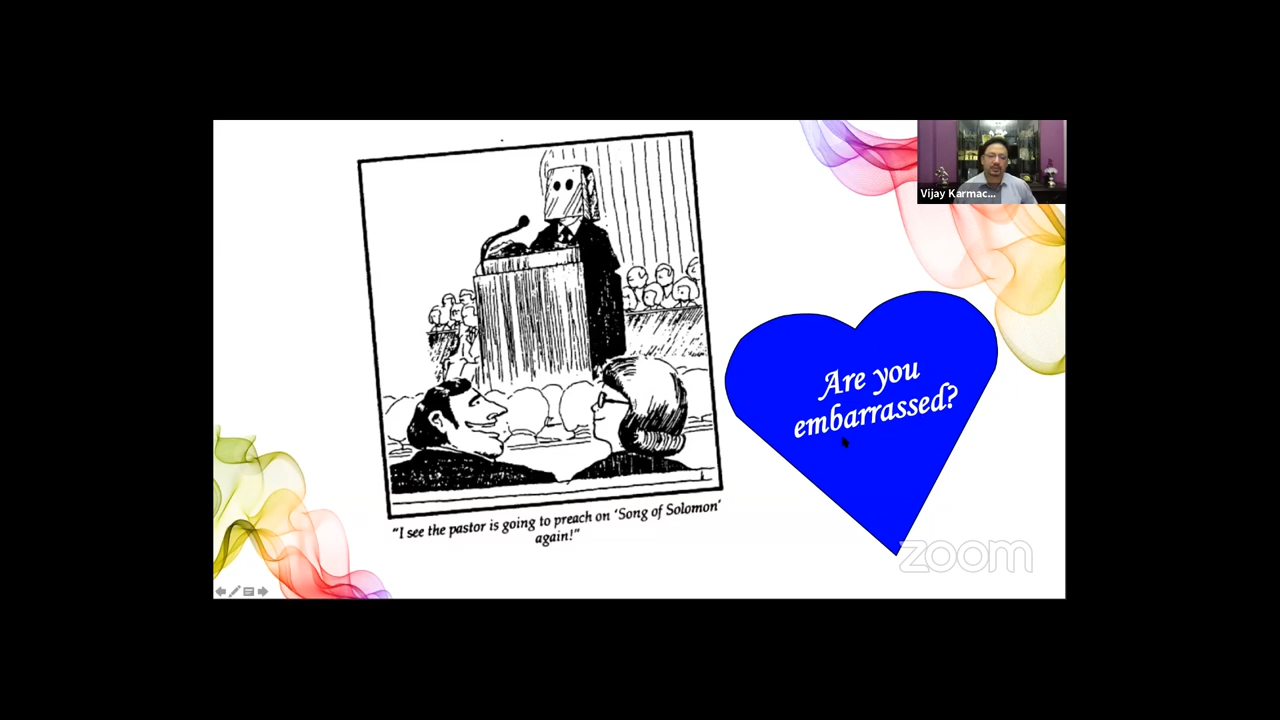 Vijay Karmac...
Are you
embarrassed?
"I see the pastor is going to preach on 'Song of Solomon'
again!"
zoom